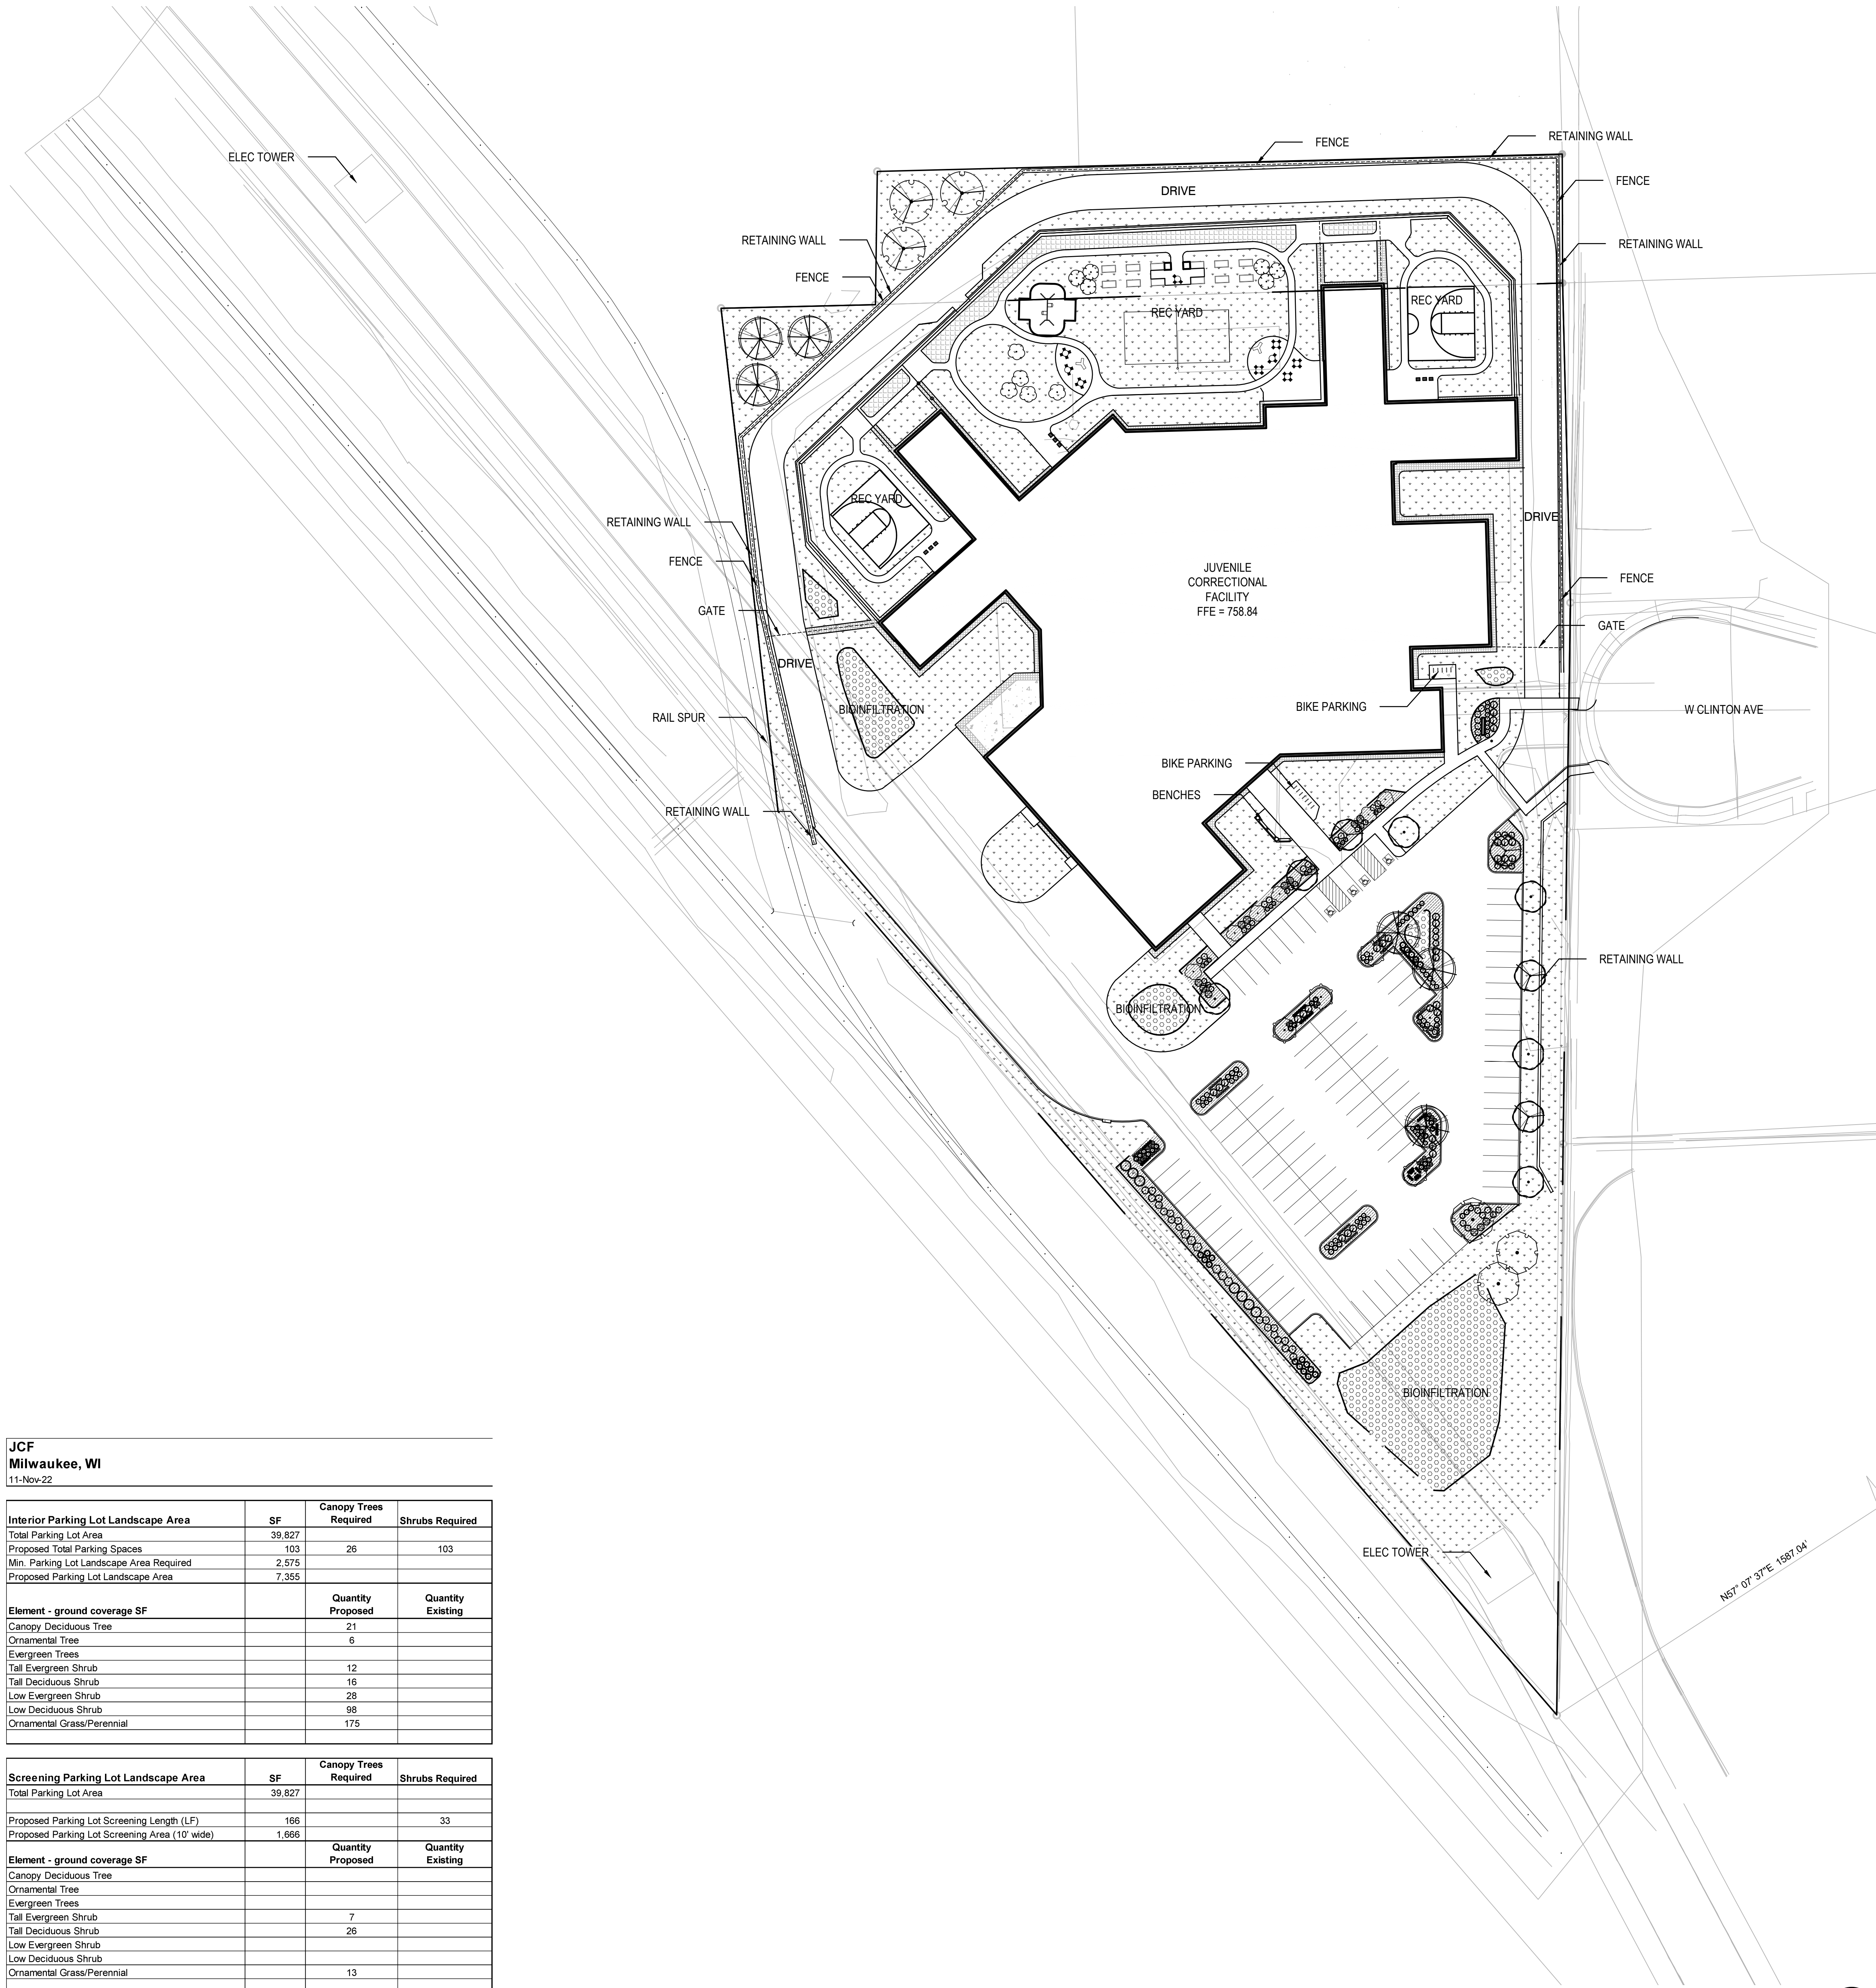 FENCE
RETAINING WALL
ELEC TOWER
FENCE
DRIVE
RETAINING WALL
RETAINING WALL
FENCE
REC YARD
REC YARD
REC YARD
RETAINING WALL
DRIVE
FENCE
JUVENILE
CORRECTIONAL
FACILITY
FFE = 758.84
FENCE
GATE
GATE
DRIVE
BIOINFILTRATION
RAIL SPUR
BIKE PARKING
W CLINTON AVE
BIKE PARKING
BENCHES
RETAINING WALL
RETAINING WALL
BIOINFILTRATION
BIOINFILTRATION
ELEC TOWER
N57° 07' 37"E 1587.04'
JCF
Milwaukee, WI
11-Nov-22
Interior Parking Lot Landscape Area SF Canopy Trees Required Shrubs Required
Total Parking Lot Area 39,827
Proposed Total Parking Spaces 103 26 103
Min. Parking Lot Landscape Area Required 2,575
Proposed Parking Lot Landscape Area 7,355
Element - ground coverage SF Quantity Proposed Quantity Existing
Canopy Deciduous Tree 21
Ornamental Tree 6
Evergreen Trees
Tall Evergreen Shrub 12
Tall Deciduous Shrub 16
Low Evergreen Shrub 28
Low Deciduous Shrub 98
Ornamental Grass/Perennial 175
Screening Parking Lot Landscape Area SF Canopy Trees Required Shrubs Required
Total Parking Lot Area 39,827
Proposed Parking Lot Screening Length (LF) 166 33
Proposed Parking Lot Screening Area (10' wide) 1,666
Element - ground coverage SF Quantity Proposed Quantity Existing
Canopy Deciduous Tree
Ornamental Tree
Evergreen Trees
Tall Evergreen Shrub 7
Tall Deciduous Shrub 26
Low Evergreen Shrub
Low Deciduous Shrub
Ornamental Grass/Perennial 13